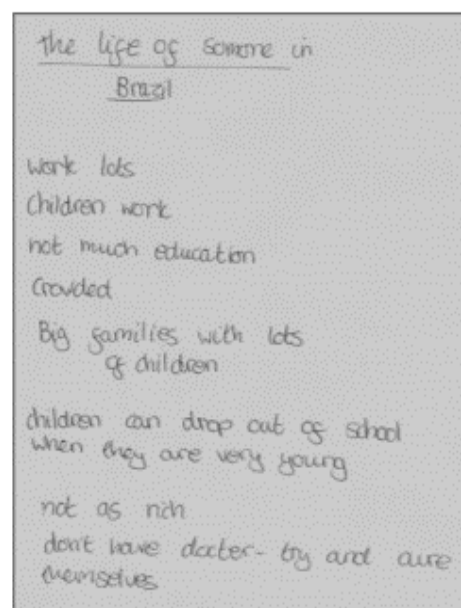 the life of somone in
Brazil
work lots
children work
not much education
Crowded
Big families with lots
of children
children can drop out of school
when they are very young
not as rich
don't have docter - try and cure
themselves